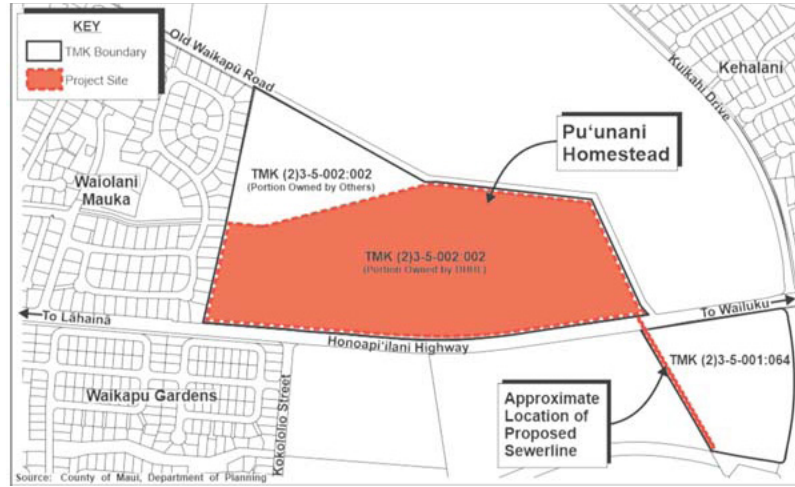 KEY
TMK Boundary
Project Site
Old Waikapū Road
Kuikahi Drive
Kehalani
Pu'unani
Homestead
TMK (2)3-5-002:002
(Portion Owned by Others)
Waiolani
Mauka
TMK (2)3-5-002:002
(Portion Owned by DHHL)
To Lāhainā
To Wailuku
Honoapi'ilani Highway
TMK (2)3-5-001:064
Waikapu Gardens
Kokololio Street
Approximate
Location of
Proposed
Sewerline
Source: County of Maui, Department of Planning